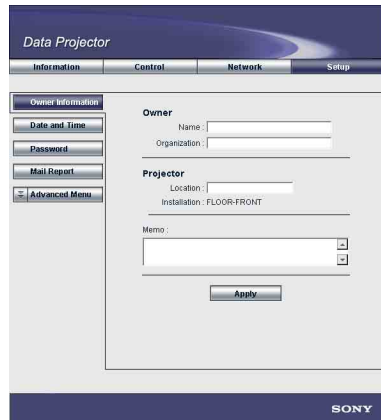 Data Projector
Information Control Network Setup
Owner Information
Date and Time
Password
Mail Report
Advanced Menu
Owner
Name :
Organization :
Projector
Location :
Installation : FLOOR-FRONT
Memo :
Apply
SONY